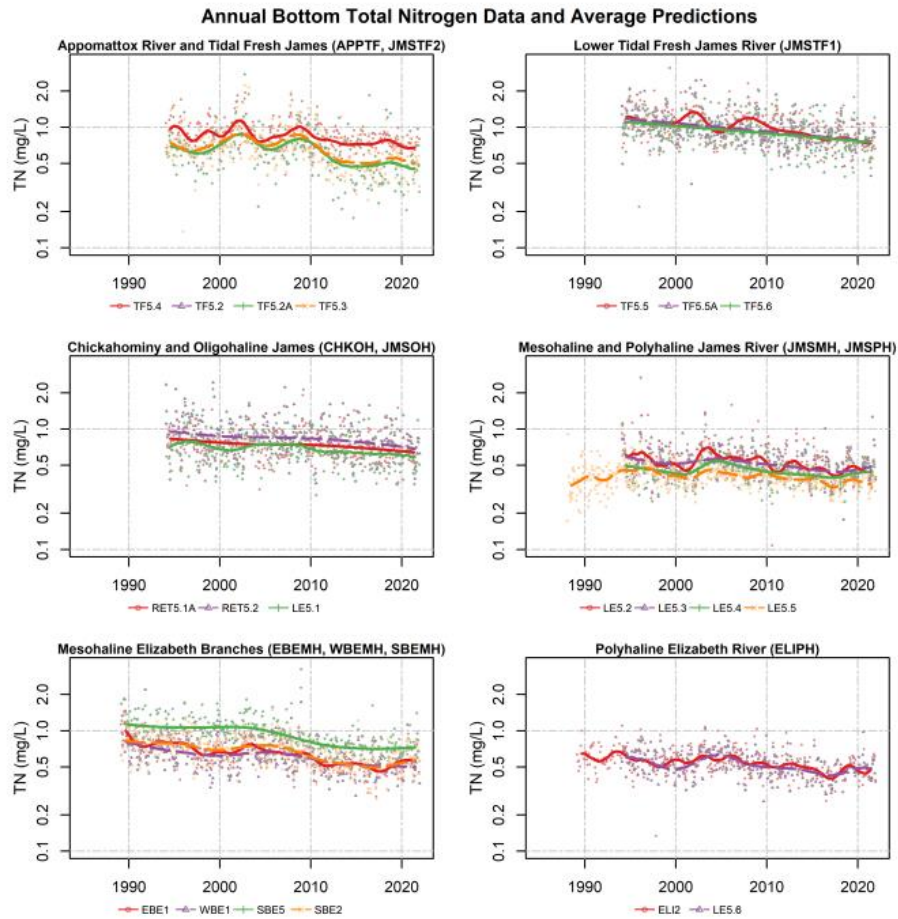 Annual Bottom Total Nitrogen Data and Average Predictions
Appomattox River and Tidal Fresh James (APPTF, JMSTF2)
TN (mg/L)
2.0
1.0
0.5
0.2
0.1
1990 2000 2010 2020
TF5.4 TF5.2 TF5.2A TF5.3
Lower Tidal Fresh James River (JMSTF1)
TN (mg/L)
2.0
1.0
0.5
0.2
0.1
1990 2000 2010 2020
TF5.5 TF5.5A TF5.6
Chickahominy and Oligohaline James (CHKOH, JMSOH)
TN (mg/L)
2.0
1.0
0.5
0.2
0.1
1990 2000 2010 2020
RET5.1A RET5.2 LE5.1
Mesohaline and Polyhaline James River (JMSMH, JMSPH)
TN (mg/L)
2.0
1.0
0.5
0.2
0.1
1990 2000 2010 2020
LE5.2 LE5.3 LE5.4 LE5.5
Mesohaline Elizabeth Branches (EBEMH, WBEMH, SBEMH)
TN (mg/L)
2.0
1.0
0.5
0.2
0.1
1990 2000 2010 2020
EBE1 WBE1 SBE5 SBE2
Polyhaline Elizabeth River (ELIPH)
TN (mg/L)
2.0
1.0
0.5
0.2
0.1
1990 2000 2010 2020
ELI2 LE5.6